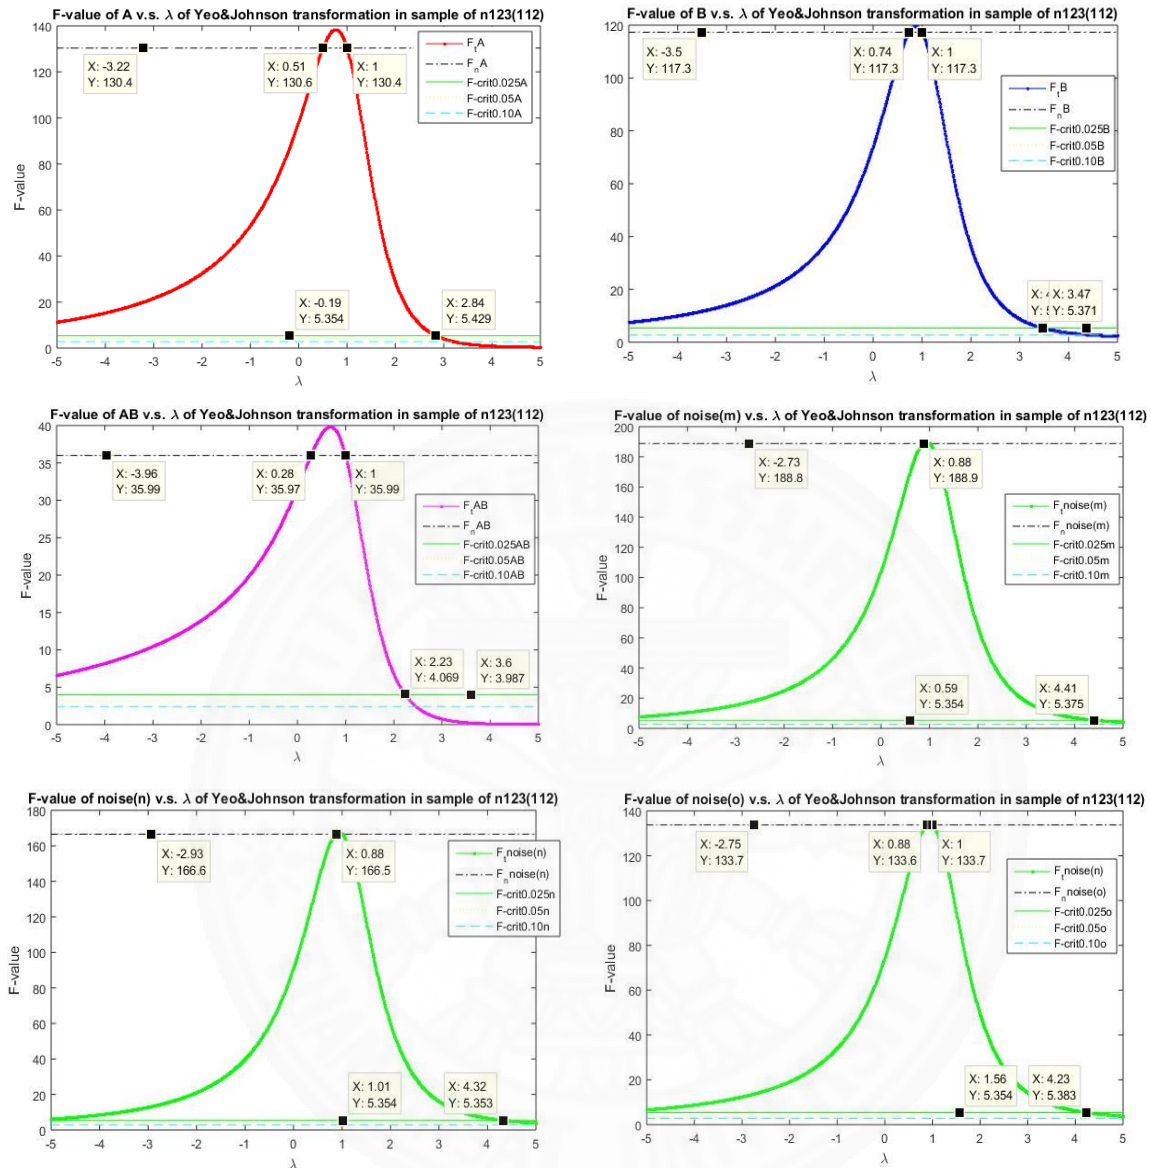 F-value of A v.s. λ of Yeo&Johnson transformation in sample of n123(112)
140
120
100
80
60
40
20
0
F-value
-5 -4 -3 -2 -1 0 1 2 3 4 5
λ
X: -3.22
Y: 130.4
X: 0.51
Y: 130.6
X: 1
Y: 130.4
X: -0.19
Y: 5.354
X: 2.84
Y: 5.429
FtA
FnA
F-crit0.025A
F-crit0.05A
F-crit0.10A
F-value of B v.s. λ of Yeo&Johnson transformation in sample of n123(112)
120
100
80
60
40
20
0
F-value
-5 -4 -3 -2 -1 0 1 2 3 4 5
λ
X: -3.5
Y: 117.3
X: 0.74
Y: 117.3
X: 1
Y: 117.3
X: 3.47
Y: 5.371
FtB
FnB
F-crit0.025B
F-crit0.05B
F-crit0.10B
F-value of AB v.s. λ of Yeo&Johnson transformation in sample of n123(112)
40
35
30
25
20
15
10
5
0
F-value
-5 -4 -3 -2 -1 0 1 2 3 4 5
λ
X: -3.96
Y: 35.99
X: 0.28
Y: 35.97
X: 1
Y: 35.99
X: 2.23
Y: 4.069
X: 3.6
Y: 3.987
FtAB
FnAB
F-crit0.025AB
F-crit0.05AB
F-crit0.10AB
F-value of noise(m) v.s. λ of Yeo&Johnson transformation in sample of n123(112)
200
180
160
140
120
100
80
60
40
20
0
F-value
-5 -4 -3 -2 -1 0 1 2 3 4 5
λ
X: -2.73
Y: 188.8
X: 0.88
Y: 188.9
X: 0.59
Y: 5.354
X: 4.41
Y: 5.375
Ftnoise(m)
Fnnoise(m)
F-crit0.025m
F-crit0.05m
F-crit0.10m
F-value of noise(n) v.s. λ of Yeo&Johnson transformation in sample of n123(112)
180
160
140
120
100
80
60
40
20
0
F-value
-5 -4 -3 -2 -1 0 1 2 3 4 5
λ
X: -2.93
Y: 166.6
X: 0.88
Y: 166.5
X: 1.01
Y: 5.354
X: 4.32
Y: 5.353
Ftnoise(n)
Fnnoise(n)
F-crit0.025n
F-crit0.05n
F-crit0.10n
F-value of noise(o) v.s. λ of Yeo&Johnson transformation in sample of n123(112)
140
120
100
80
60
40
20
0
F-value
-5 -4 -3 -2 -1 0 1 2 3 4 5
λ
X: -2.75
Y: 133.7
X: 0.88
Y: 133.6
X: 1
Y: 133.7
X: 1.56
Y: 5.354
X: 4.23
Y: 5.383
Ftnoise(n)
Fnnoise(o)
F-crit0.025o
F-crit0.05o
F-crit0.10o